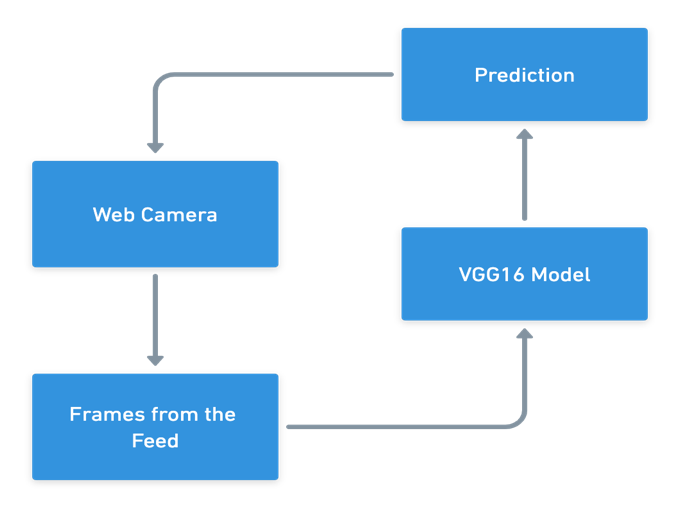 Prediction
Web Camera
VGG16 Model
Frames from the
Feed